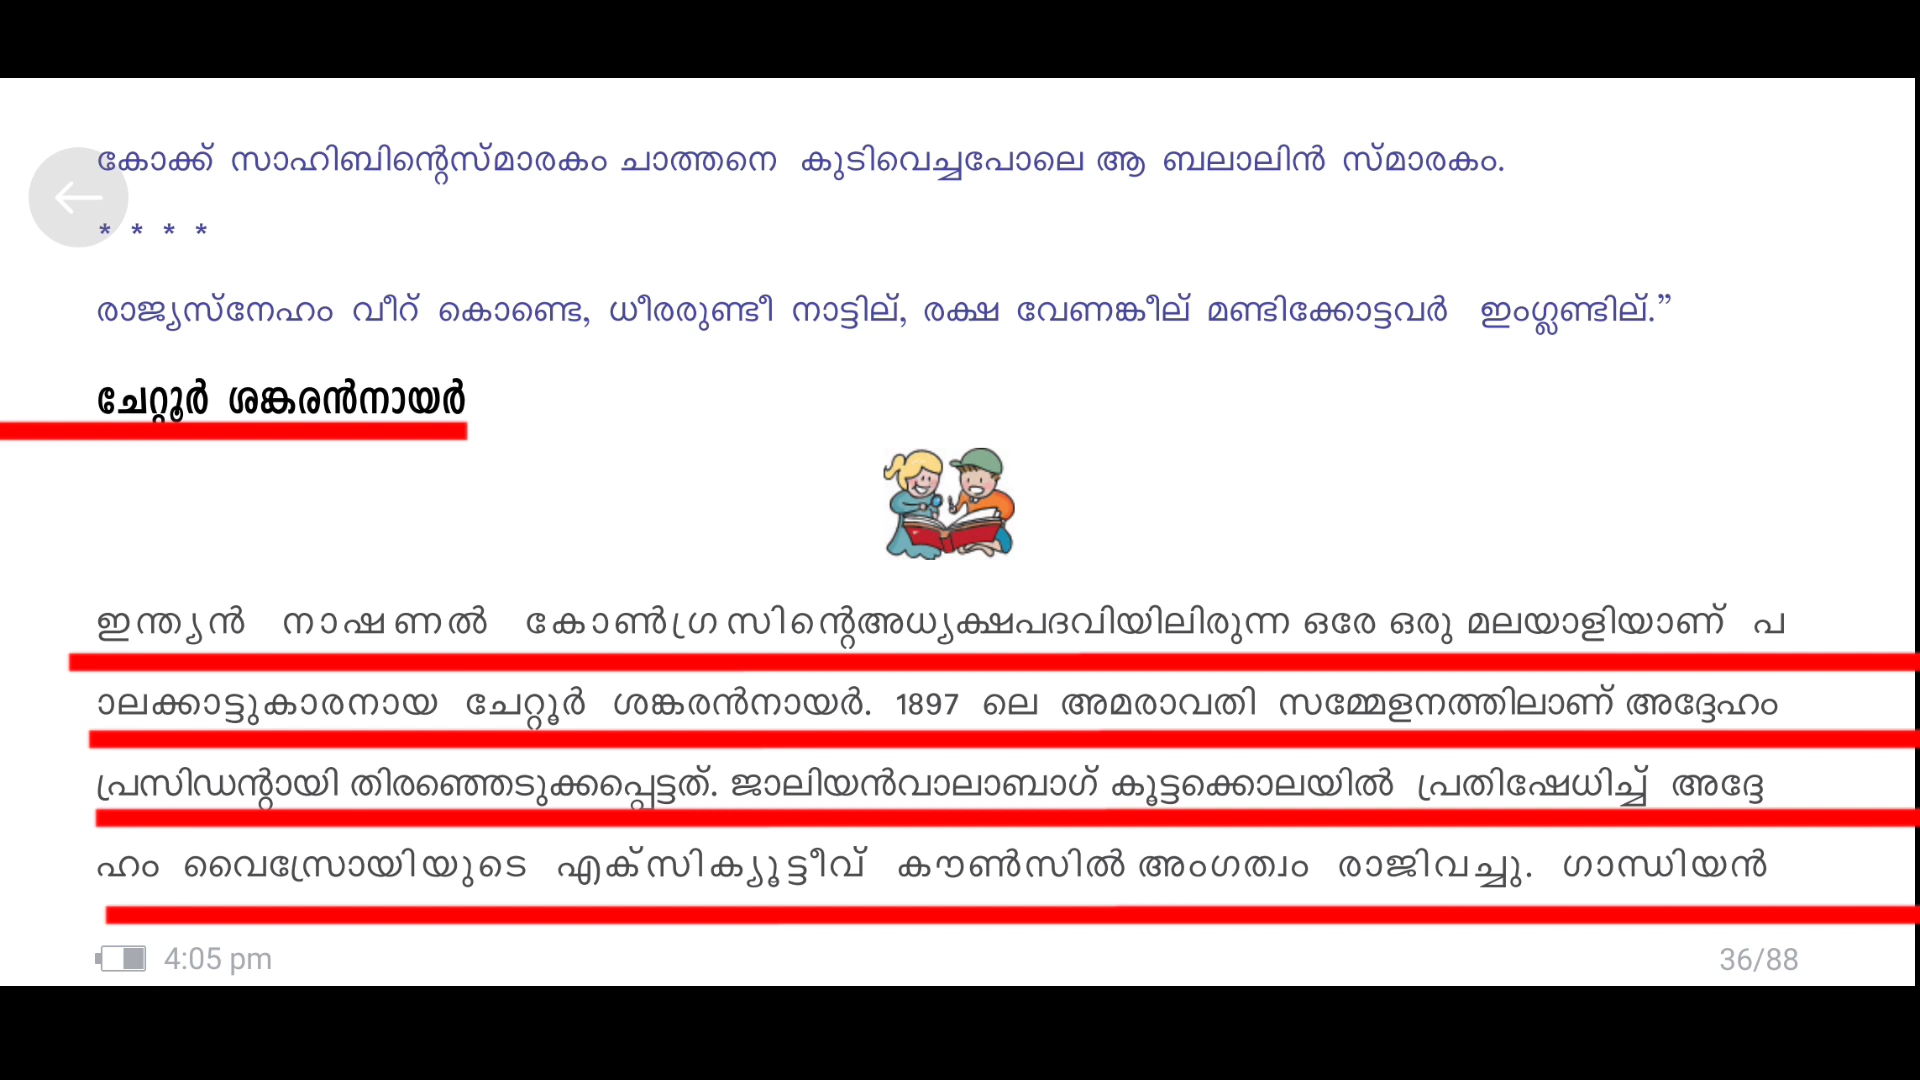 കോക്ക് സാഹിബിന്റെസ്മാരകം ചാത്തനെ കുടിവെച്ചപോലെ ആ ബലാലിൻ സ്മാരകം.
* * * *
രാജ്യസ്നേഹം വീറ് കൊണ്ടെ, ധീരരുണ്ടീ നാട്ടില്, രക്ഷ വേണങ്കീല് മണ്ടിക്കോട്ടവർ ഇംഗ്ലണ്ടില്.”
ചേറ്റൂർ ശങ്കരൻനായർ
ഇന്ത്യൻ നാഷണൽ കോൺഗ്രസിന്റെഅധ്യക്ഷപദവിയിലിരുന്ന ഒരേ ഒരു മലയാളിയാണ് പ
ാലക്കാട്ടുകാരനായ ചേറ്റൂർ ശങ്കരൻനായർ. 1897 ലെ അമരാവതി സമ്മേളനത്തിലാണ് അദ്ദേഹം
പ്രസിഡന്റായി തിരഞ്ഞെടുക്കപ്പെട്ടത്. ജാലിയൻവാലാബാഗ് കൂട്ടക്കൊലയിൽ പ്രതിഷേധിച്ച് അദ്ദേ
ഹം വൈസ്രോയിയുടെ എക്സിക്യൂട്ടീവ് കൗൺസിൽ അംഗത്വം രാജിവച്ചു. ഗാന്ധിയൻ
4:05 pm
36/88